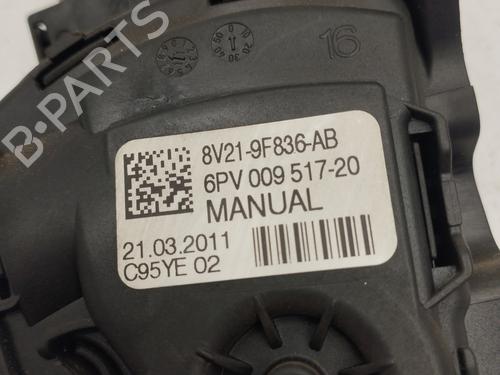 16
8V21-9F836-AB
6PV 009 517-20
MANUAL
21.03.2011
C95YE 02
B-PARTS